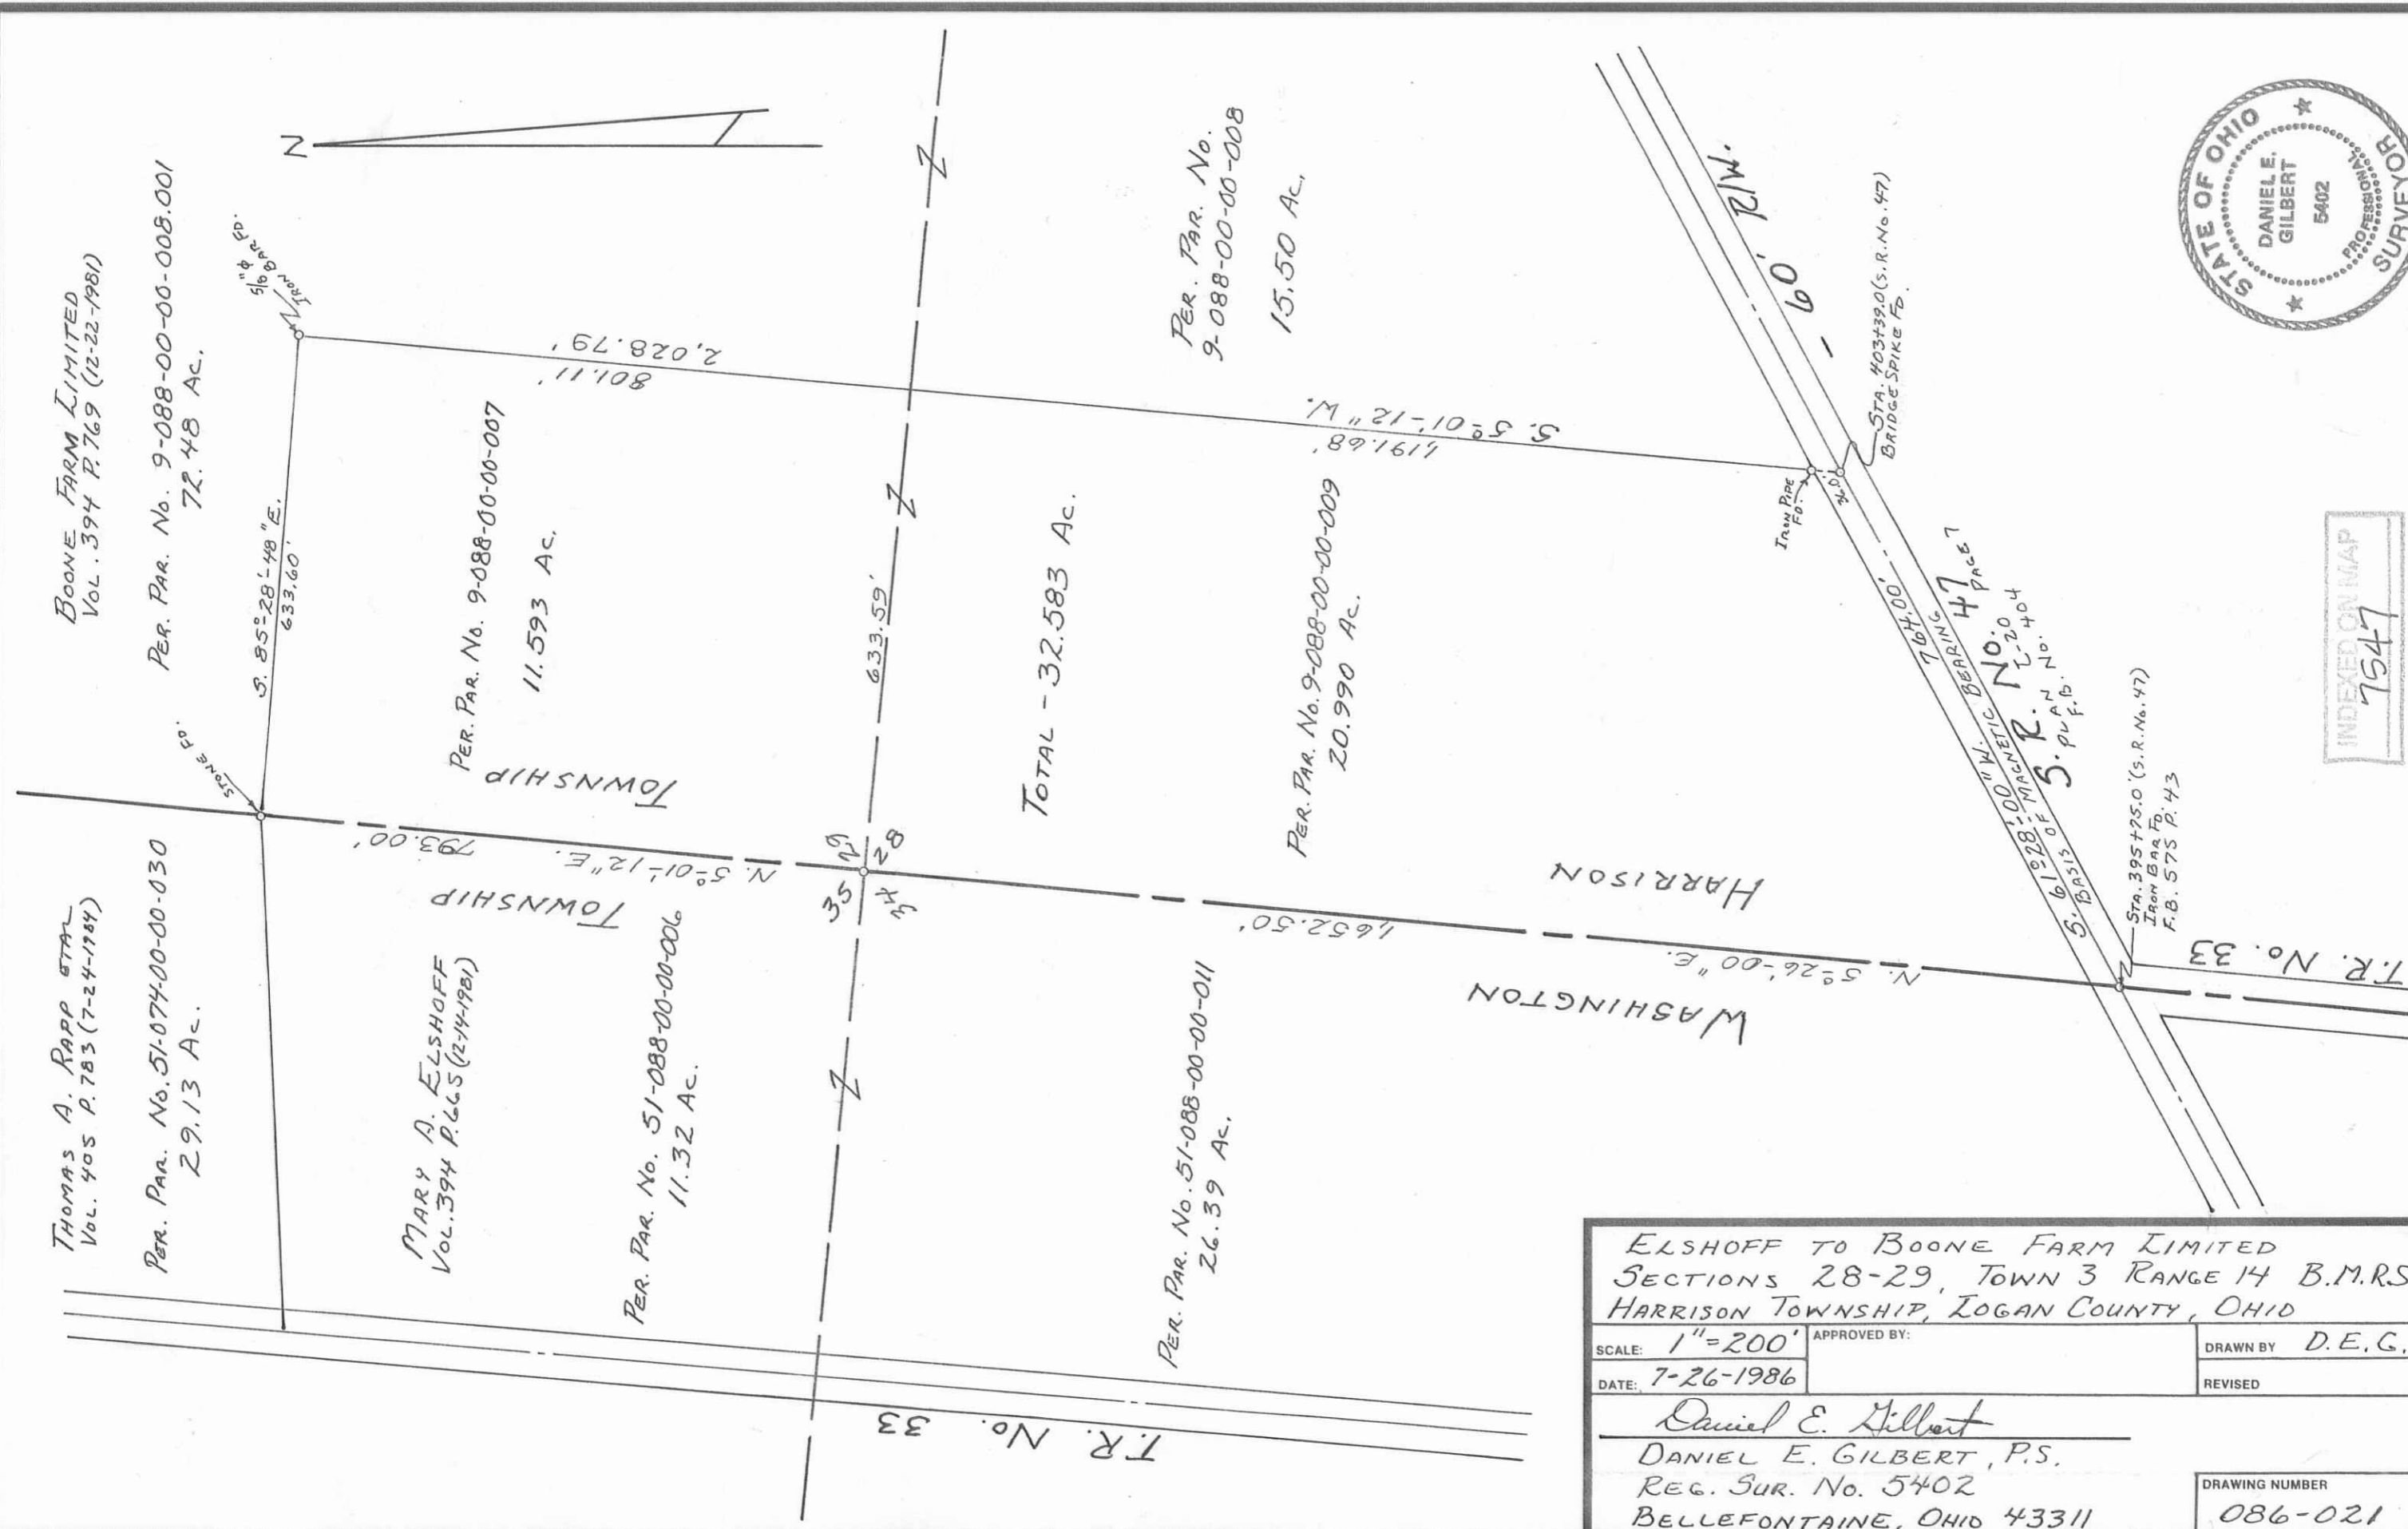 BOONE FARM LIMITED
VOL. 394 P. 769 (12-22-1981)
PER. PAR. No. 9-088-00-00-008.001
72.48 Ac.
THOMAS A. RAPP ETAL
VOL. 405 P. 783 (7-24-1984)
PER. PAR. No. 51-074-00-00-030
29.13 Ac.
N
5/8"φ
IRON BAR FD.
STONE FD.
S. 85°-28'-48" E.
633.60'
2,028.79'
801.11'
PER. PAR. No. 9-088-00-00-007
11.593 Ac.
TOWNSHIP
793.00'
N. 5°-01'-12" E.
TOWNSHIP
MARY A. ELSHOFF
VOL. 394 P. 665 (12-14-1981)
PER. PAR. No. 51-088-00-00-006
11.32 Ac.
29
28
35
34
633.59'
PER. PAR. No.
9-088-00-00-008
15.50 Ac.
S. 5°-01'-12" W.
1,191.68'
TOTAL - 32.583 Ac.
PER. PAR. No. 9-088-00-00-009
20.990 Ac.
HARRISON
1,652.50'
N. 5°-26'-00" E.
WASHINGTON
PER. PAR. No. 51-088-00-00-011
26.39 Ac.
T.R. No. 33
60' R/W.
STA. 403+39.0 (S.R. No. 47)
BRIDGE SPIKE FD.
IRON PIPE
FD.
36.0'
S. 61°-28'-00" W. 764.00'
BASIS OF MAGNETIC BEARING
S. R. No. 47
PLAN L-20 PAGE 7
F.B. No. 404
STA. 395+75.0 (S.R. No. 47)
IRON BAR FD.
F.B. 575 P. 43
T.R. No. 33
STATE OF OHIO
DANIEL E.
GILBERT
5402
PROFESSIONAL
SURVEYOR
INDEXED ON MAP
7547
ELSHOFF TO BOONE FARM LIMITED
SECTIONS 28-29, TOWN 3 RANGE 14 B.M.R.S
HARRISON TOWNSHIP, LOGAN COUNTY, OHIO
SCALE: 1"=200' APPROVED BY: DRAWN BY D.E.G.
DATE: 7-26-1986 REVISED
Daniel E. Gilbert
DANIEL E. GILBERT, P.S.
REG. SUR. No. 5402
BELLEFONTAINE, OHIO 43311
DRAWING NUMBER
086-021